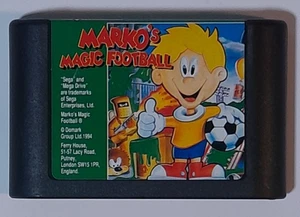 MARKO'S
MAGIC FOOTBALL
"Sega" and
"Mega Drive"
are trademarks
of Sega
Enterprises, Ltd.
Marko's Magic
Football ©
© Domark
Group Ltd. 1994
Ferry House,
51-57 Lacy Road,
Putney,
London SW15 1PR,
England.